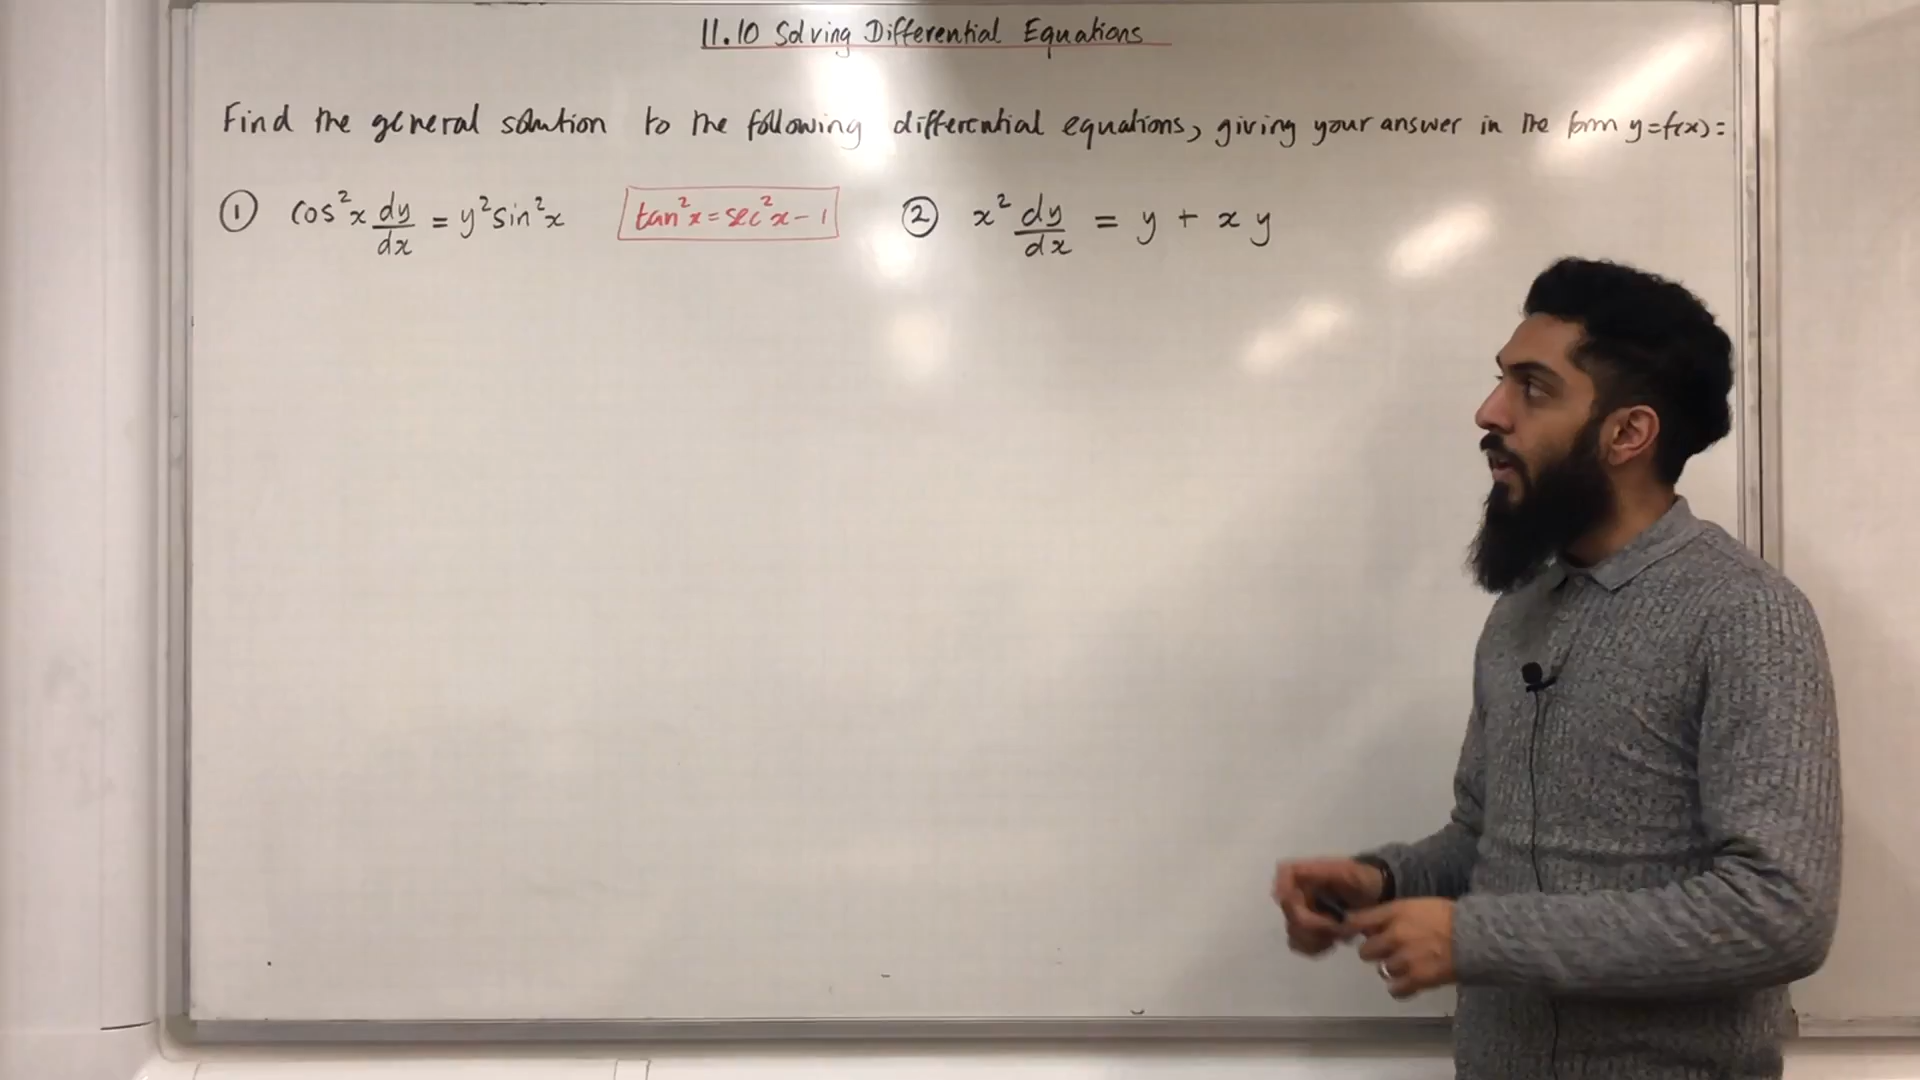 11.10 Solving Differential Equations
Find the general solution to the following differential equations, giving your answer in the form y=f(x):
① cos²x dy/dx = y²sin²x
tan²x = sec²x - 1
② x² dy/dx = y + xy